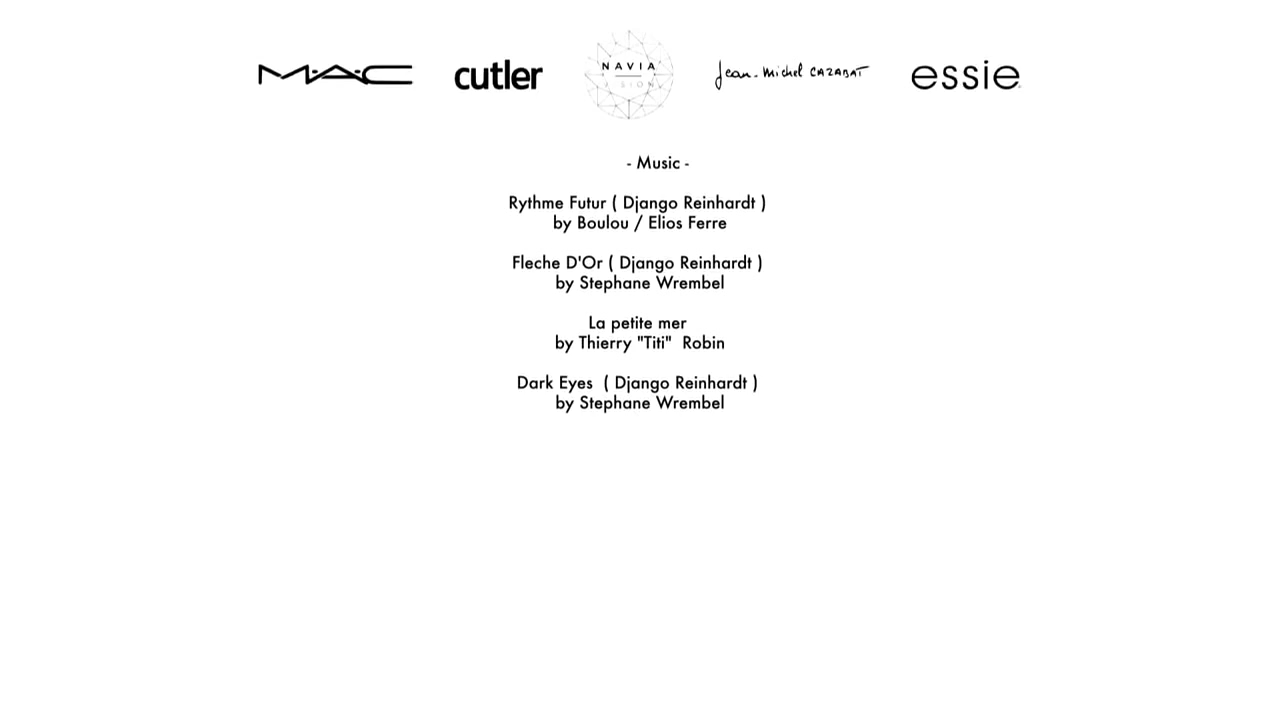 MAC
cutler
NAVIA
Jean-Michel CAZABAT
essie
- Music -
Rythme Futur ( Django Reinhardt )
by Boulou / Elios Ferre
Fleche D'Or ( Django Reinhardt )
by Stephane Wrembel
La petite mer
by Thierry "Titi"  Robin
Dark Eyes  ( Django Reinhardt )
by Stephane Wrembel